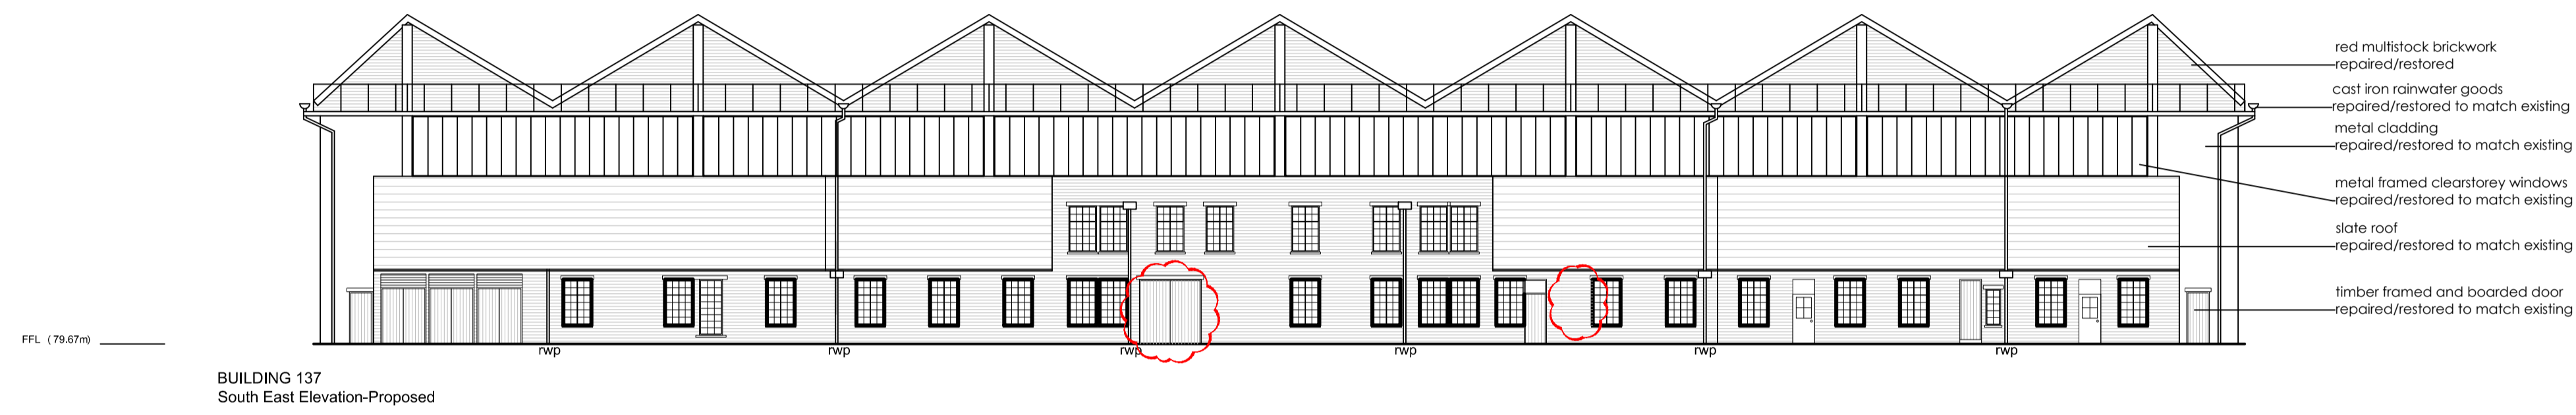 red multistock brickwork
repaired/restored
cast iron rainwater goods
repaired/restored to match existing
metal cladding
repaired/restored to match existing
metal framed clearstorey windows
repaired/restored to match existing
slate roof
repaired/restored to match existing
timber framed and boarded door
repaired/restored to match existing
FFL (79.67m)
rwp rwp rwp rwp rwp rwp
BUILDING 137
South East Elevation-Proposed